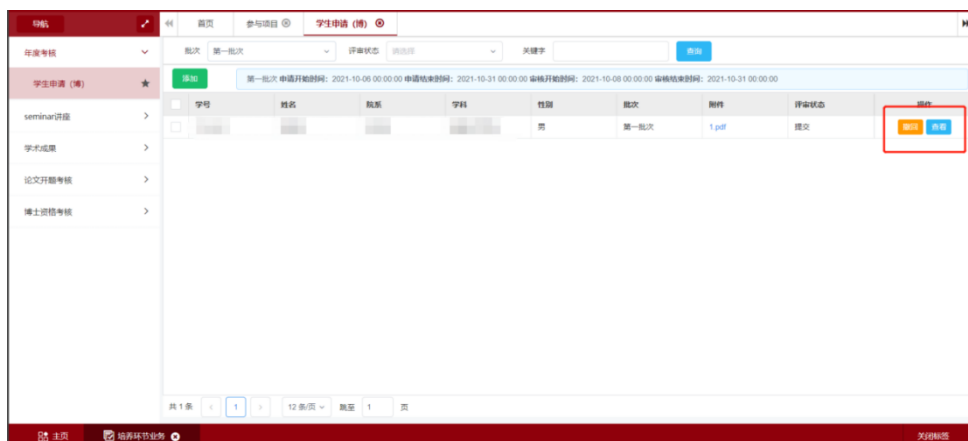 导航 首页 参与项目 学生申请（博）
年度考核 批次 第一批次 评审状态 请选择 关键字 查询
学生申请（博） 添加 第一批次 申请开始时间：2021-10-06 00:00:00 申请结束时间：2021-10-31 00:00:00 审核开始时间：2021-10-08 00:00:00 审核结束时间：2021-10-31 00:00:00
学号 姓名 院系 学科 性别 批次 附件 评审状态 操作
seminar讲座 男 第一批次 1.pdf 提交 撤回 查看
学术成果
论文开题考核
博士资格考核
共 1 条 1 12 条/页 跳至 1 页
主页 培养环节业务 关闭标签